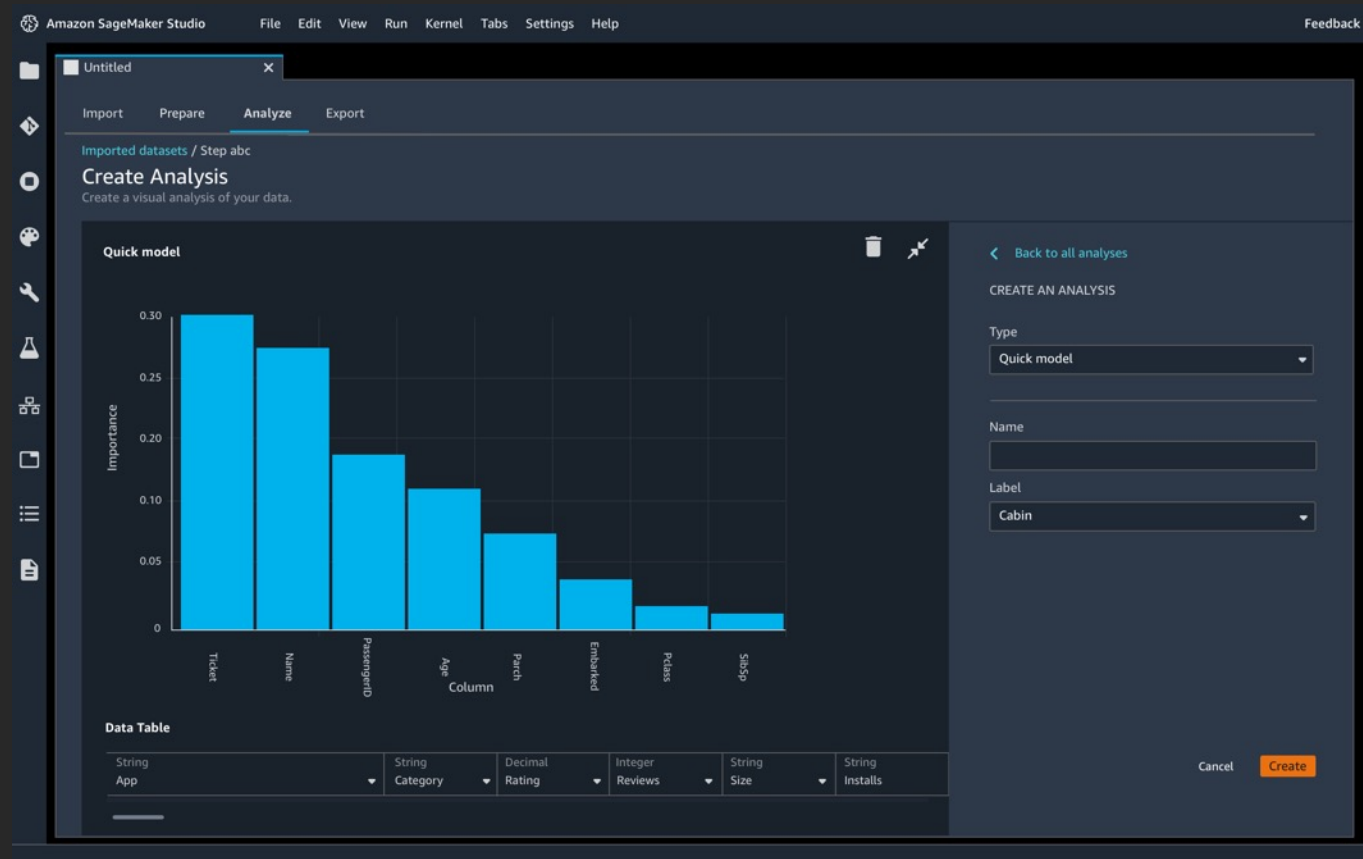 Amazon SageMaker Studio File Edit View Run Kernel Tabs Settings Help Feedback
Untitled
Import Prepare Analyze Export
Imported datasets / Step abc
Create Analysis
Create a visual analysis of your data.
Quick model
0.30
0.25
0.20
0.10
0.05
0
Importance
Ticket Name PassengerID Age Parch Embarked Pclass SibSp
Column
Data Table
String String Decimal Integer String String
App Category Rating Reviews Size Installs
Back to all analyses
CREATE AN ANALYSIS
Type
Quick model
Name
Label
Cabin
Cancel Create